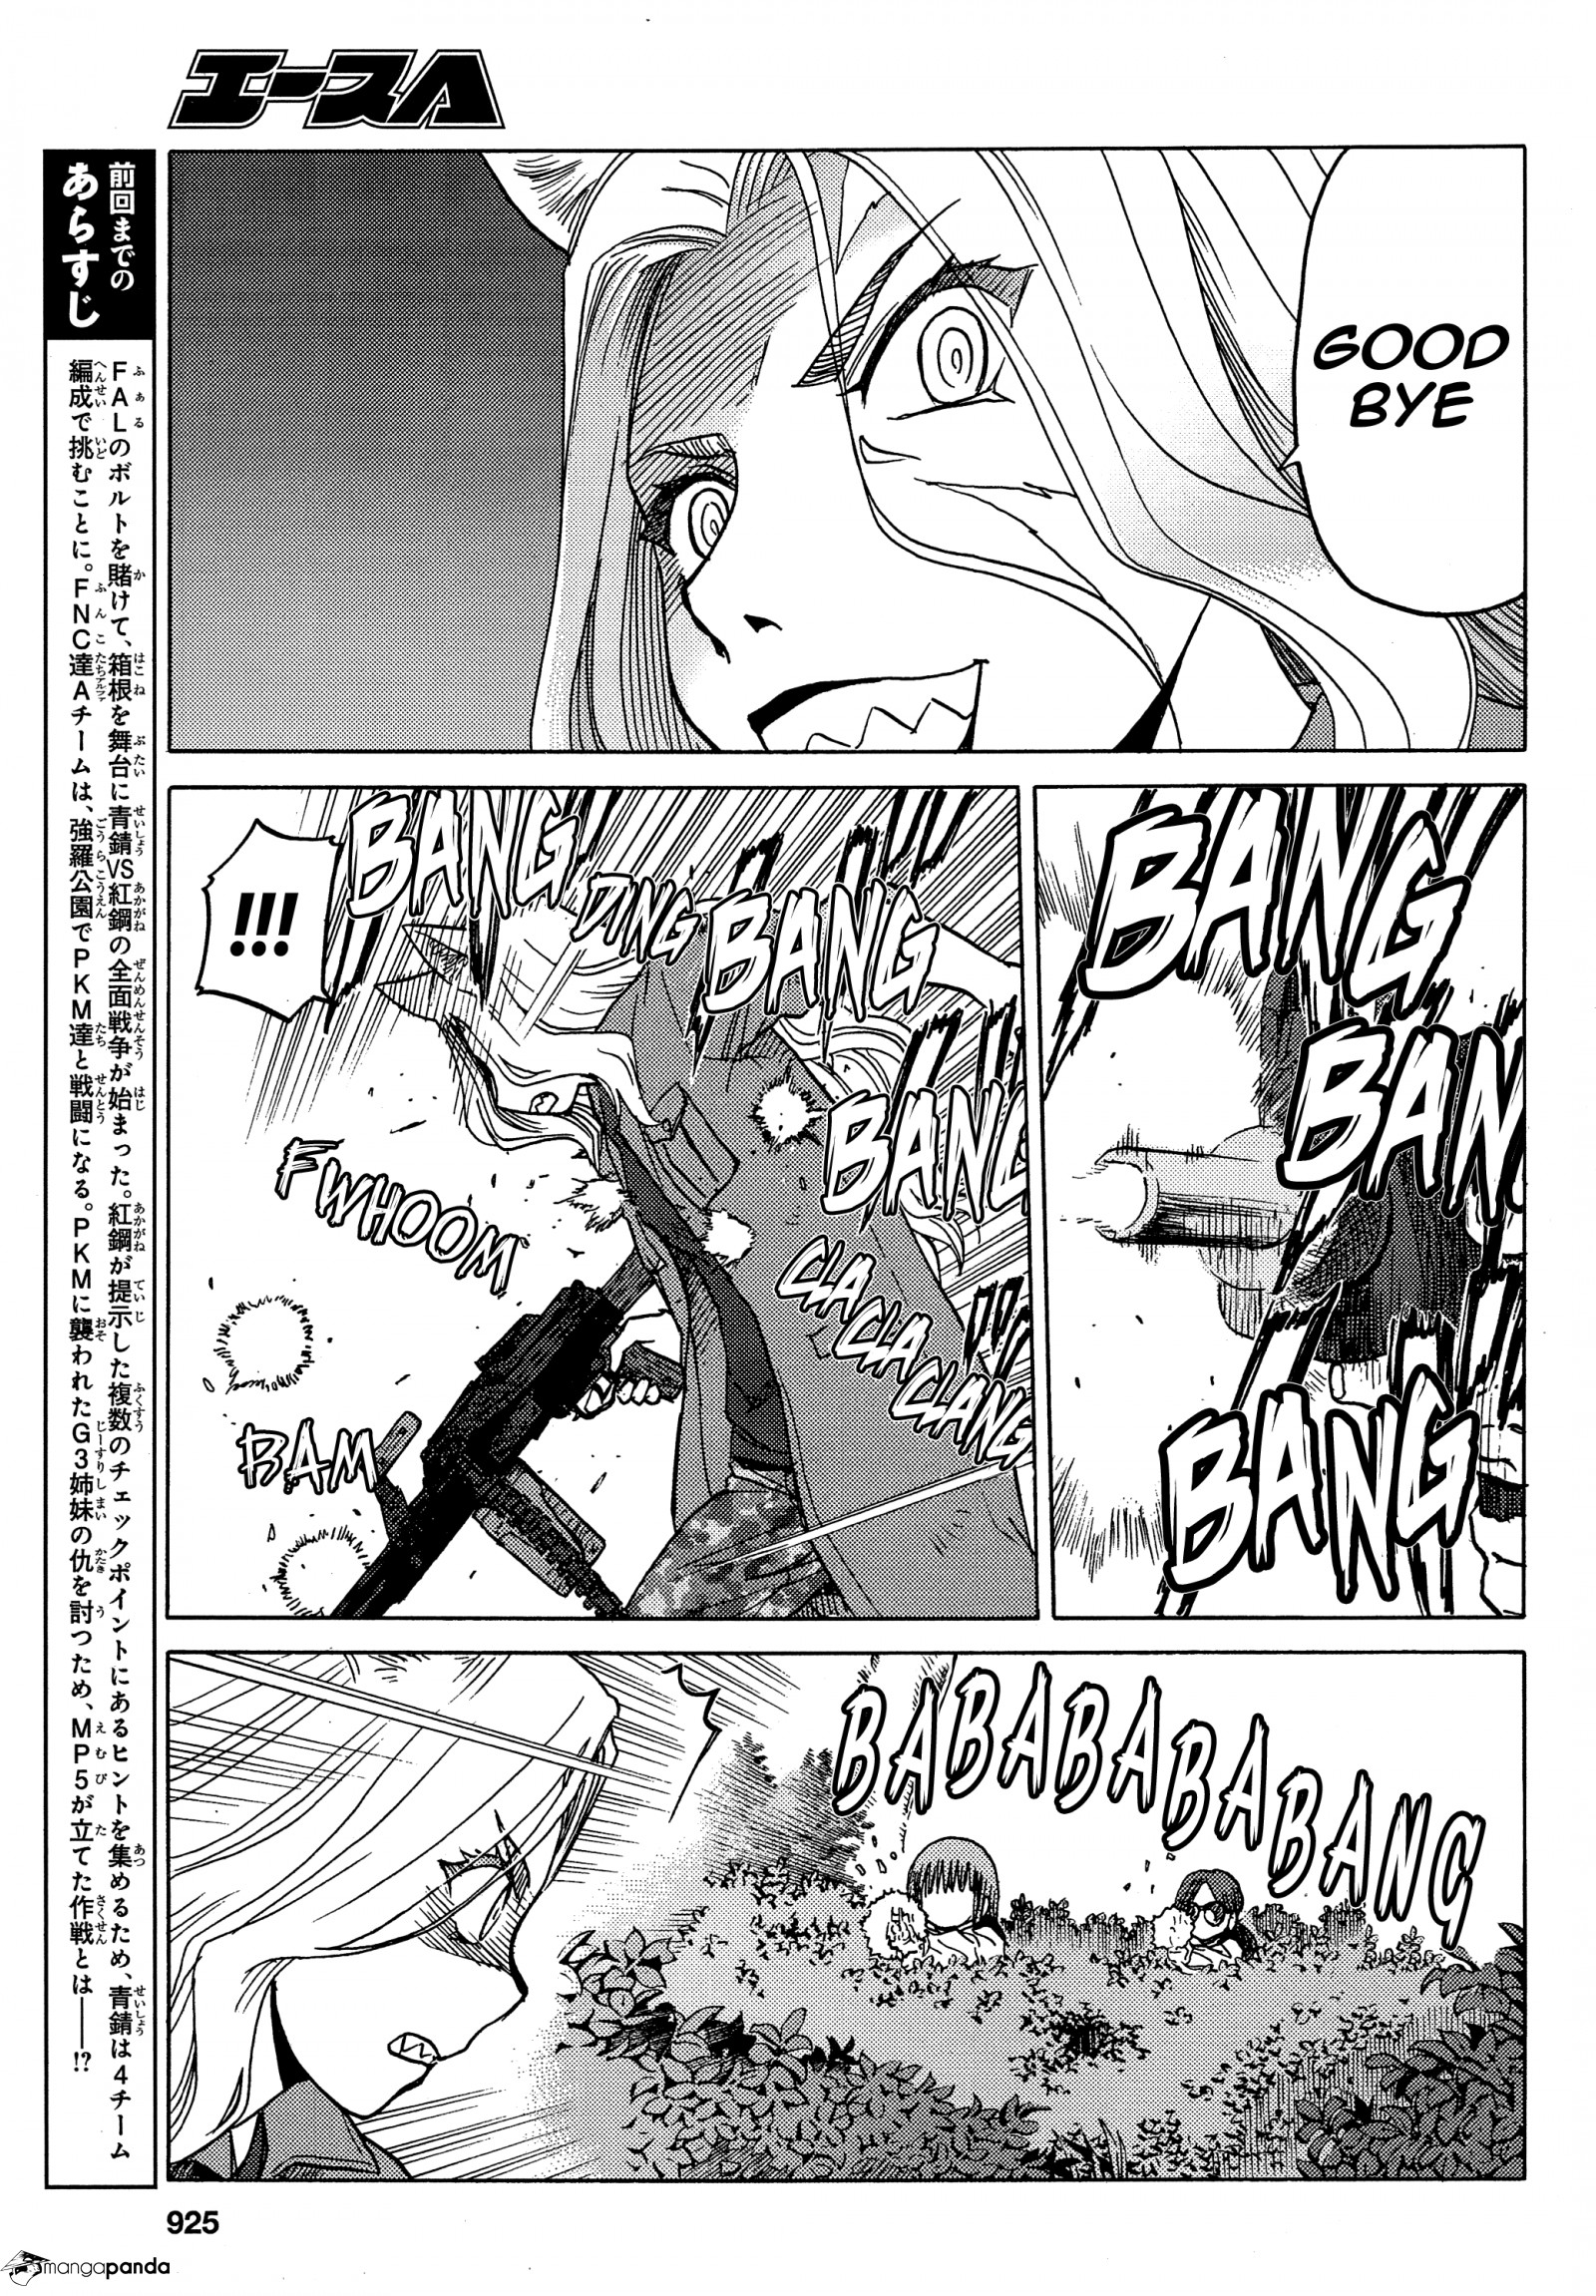 エースA
前回までの
あらすじ
FALのボルトを賭けて、箱根を舞台に青錆VS紅鋼の全面戦争が始まった。紅鋼が提示した複数のチェックポイントにあるヒントを集めるため、青錆は4チーム
編成で挑むことに。FNC達Aチームは、強羅公園でPKM達と戦闘になる。PKMに襲われたG3姉妹の仇を討つため、MP5が立てた作戦とは——!?
GOOD
BYE
BANG
BANG
BANG
BANG
DING
BANG
BANG
!!!
FWHOOM
CLACLACLACLANG
BAM
BABABABABABANG
925
mangapanda